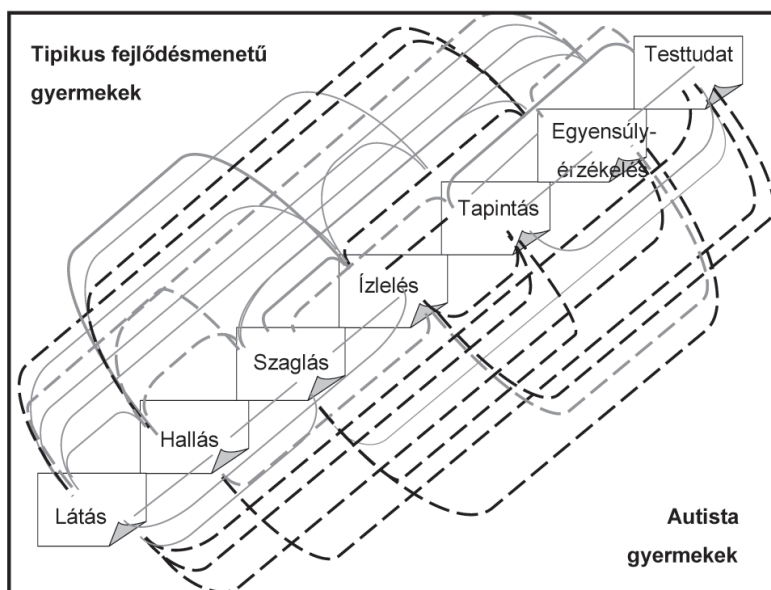 Tipikus fejlődésmenetű
gyermekek
Testtudat
Egyensúly-
érzékelés
Tapintás
Ízlelés
Szaglás
Hallás
Látás
Autista
gyermekek